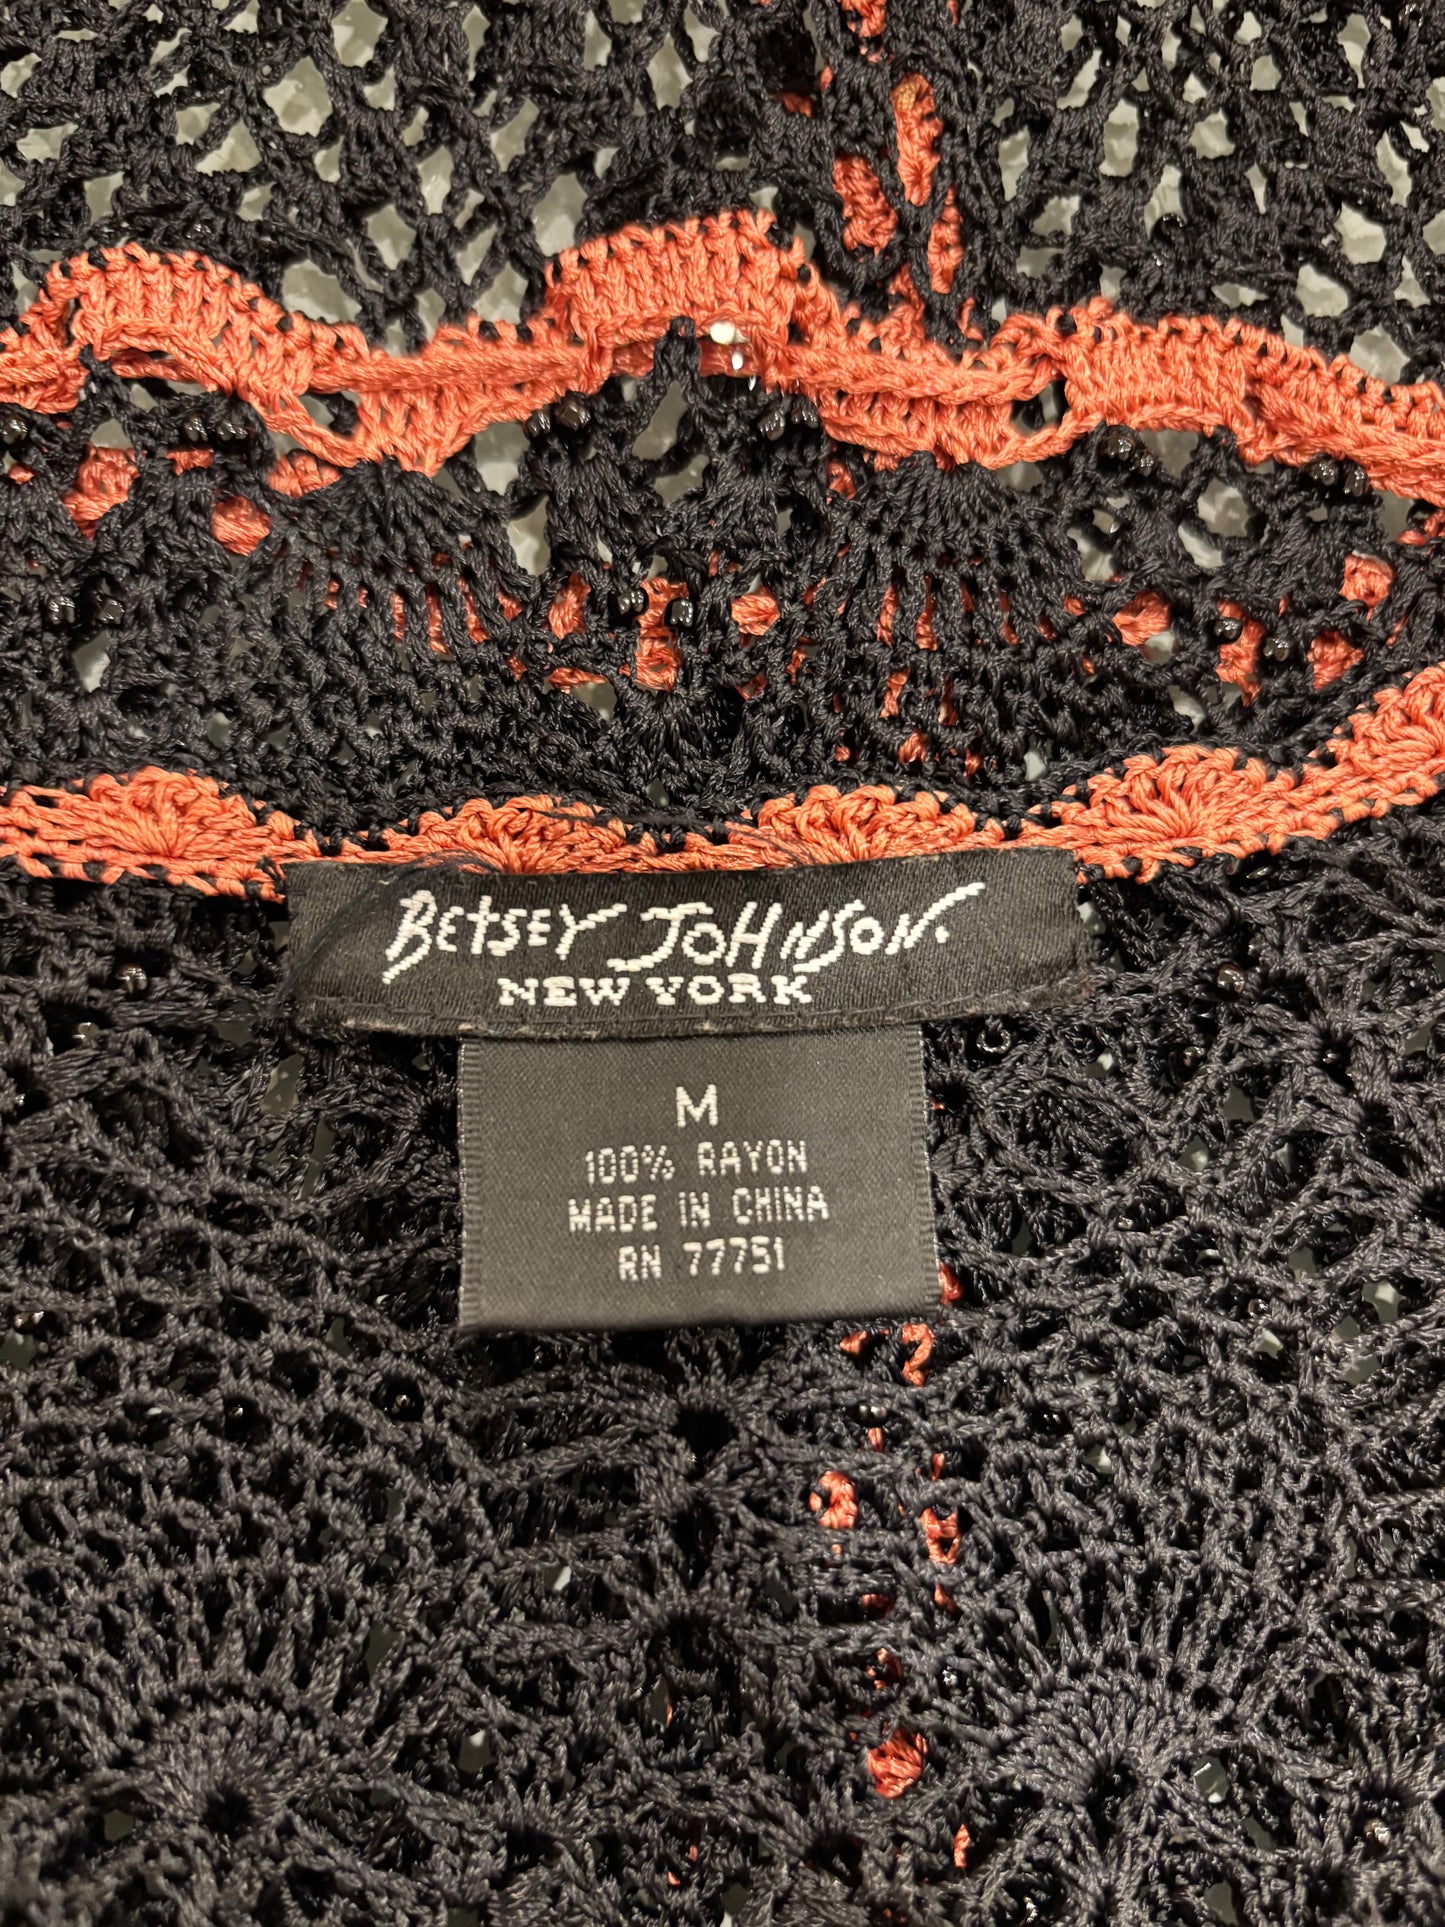 BETSEY JOHNSON.
NEW YORK
M
100% RAYON
MADE IN CHINA
RN 77751